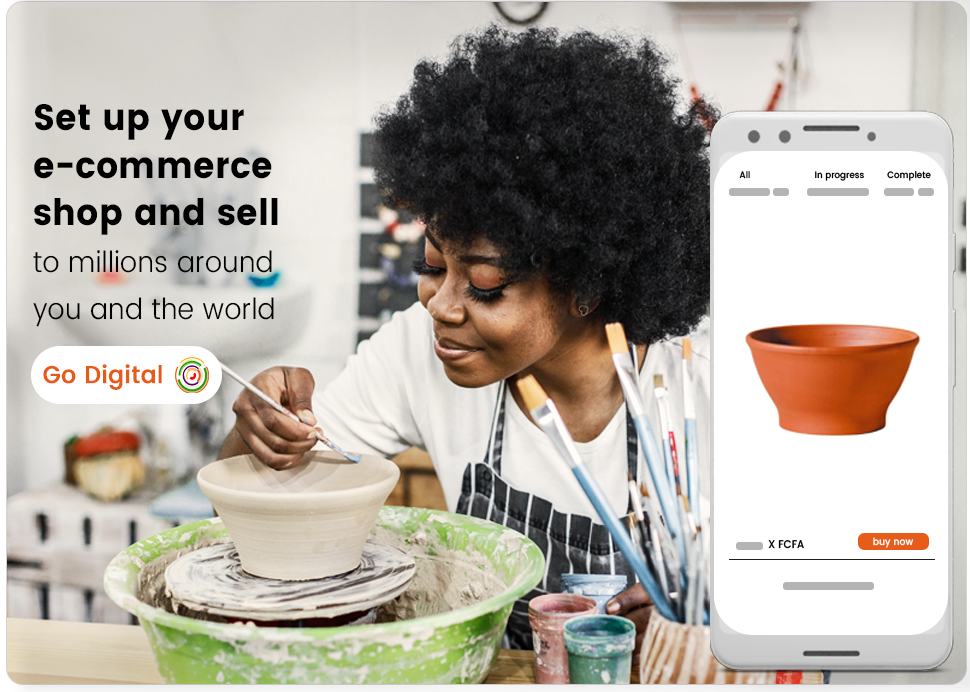 Set up your
e-commerce
shop and sell
to millions around
you and the world
Go Digital
All In progress Complete
X FCFA buy now